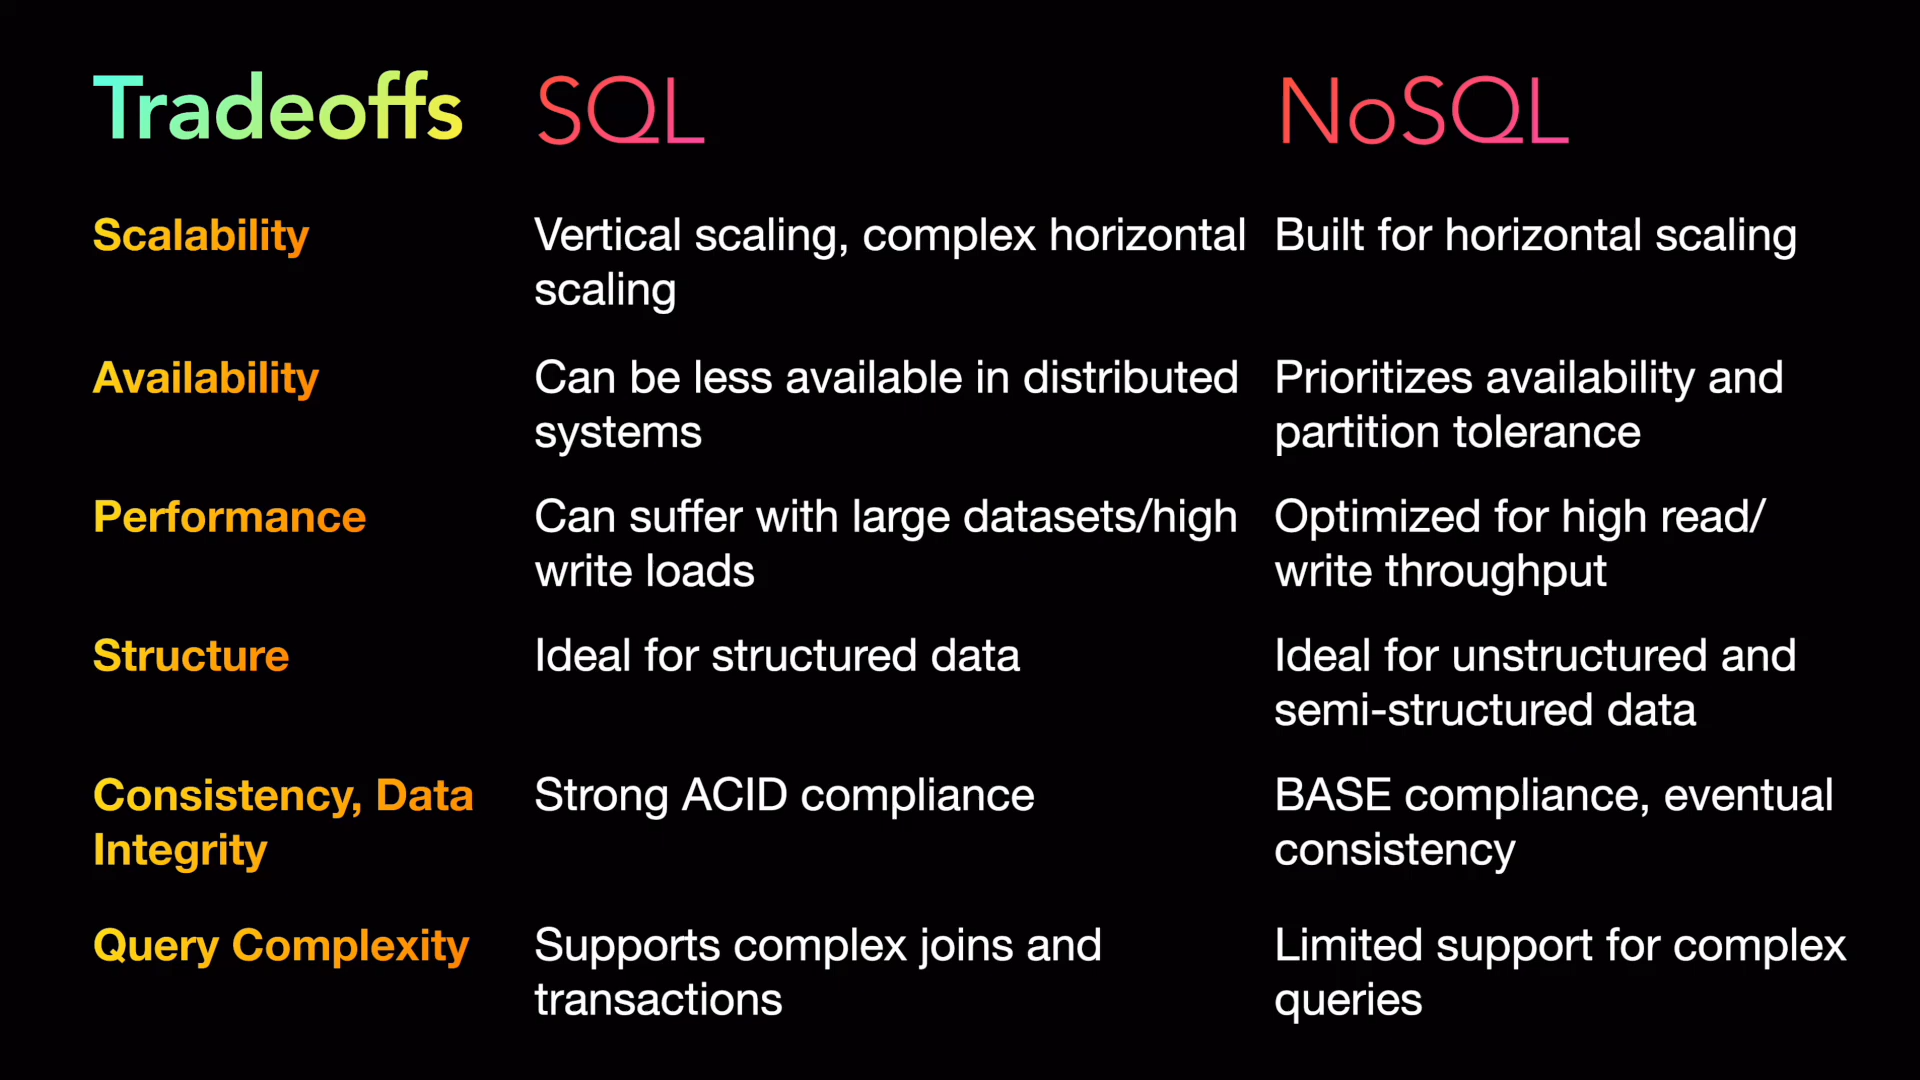 Tradeoffs SQL NoSQL
Scalability
Vertical scaling, complex horizontal
scaling
Built for horizontal scaling
Availability
Can be less available in distributed
systems
Prioritizes availability and
partition tolerance
Performance
Can suffer with large datasets/high
write loads
Optimized for high read/
write throughput
Structure
Ideal for structured data
Ideal for unstructured and
semi-structured data
Consistency, Data
Integrity
Strong ACID compliance
BASE compliance, eventual
consistency
Query Complexity
Supports complex joins and
transactions
Limited support for complex
queries